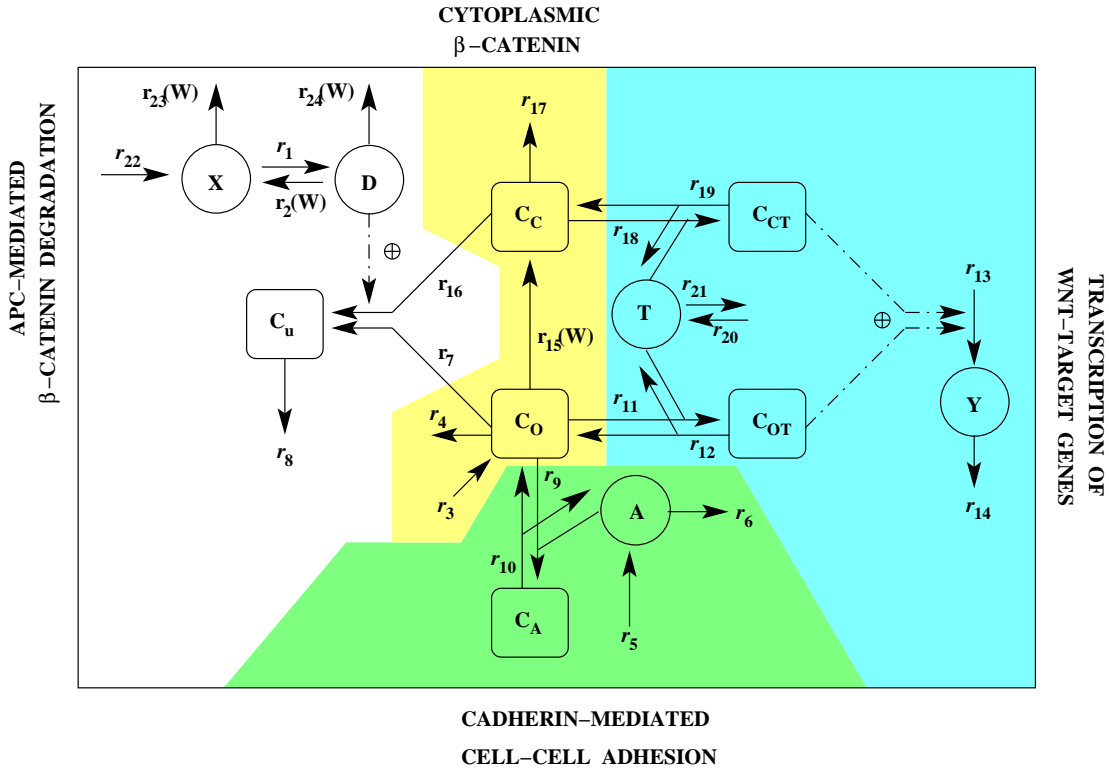 CYTOPLASMIC
β–CATENIN
APC–MEDIATED
β–CATENIN DEGRADATION
r23(W)
r24(W)
r17
r22
X
r1
r2(W)
D
CC
r19
r18
CCT
⊕
r16
Cu
r7
r15(W)
T
r21
r20
⊕
r13
r4
CO
r11
r12
COT
Y
r8
r3
r9
A
r6
r14
r10
CA
r5
TRANSCRIPTION OF
WNT–TARGET GENES
CADHERIN–MEDIATED
CELL–CELL ADHESION